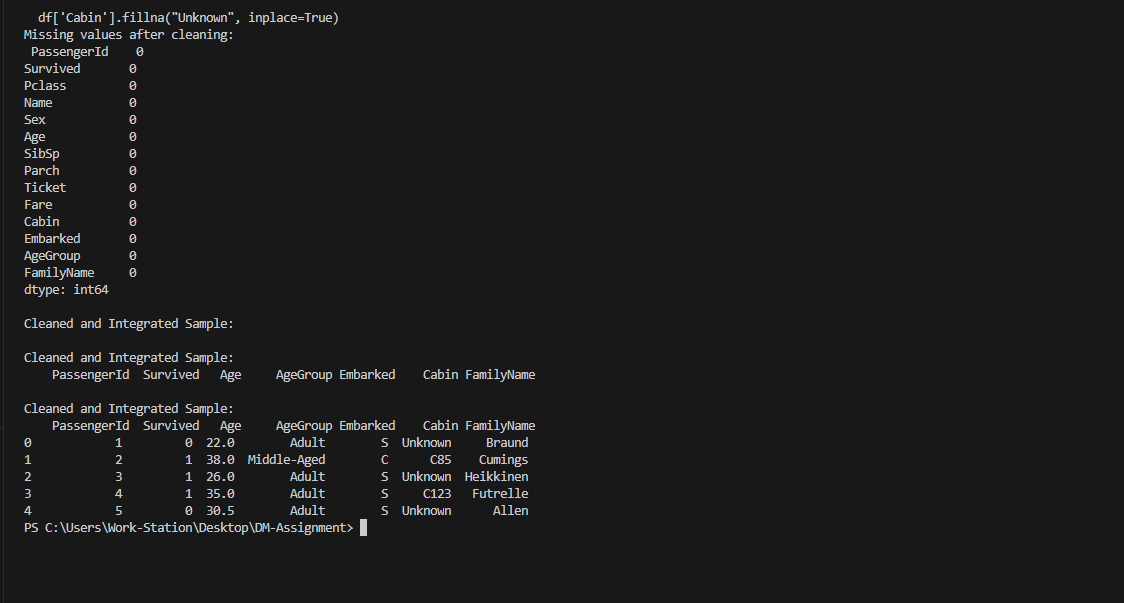 df['Cabin'].fillna("Unknown", inplace=True)
Missing values after cleaning:
PassengerId    0
Survived       0
Pclass         0
Name           0
Sex            0
Age            0
SibSp          0
Parch          0
Ticket         0
Fare           0
Cabin          0
Embarked       0
AgeGroup       0
FamilyName     0
dtype: int64
Cleaned and Integrated Sample:
Cleaned and Integrated Sample:
    PassengerId  Survived   Age     AgeGroup Embarked    Cabin FamilyName
Cleaned and Integrated Sample:
    PassengerId  Survived   Age     AgeGroup Embarked    Cabin FamilyName
0            1         0  22.0        Adult        S  Unknown     Braund
1            2         1  38.0  Middle-Aged        C      C85    Cumings
2            3         1  26.0        Adult        S  Unknown  Heikkinen
3            4         1  35.0        Adult        S     C123   Futrelle
4            5         0  30.5        Adult        S  Unknown      Allen
PS C:\Users\Work-Station\Desktop\DM-Assignment>